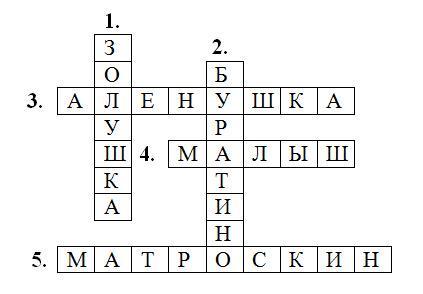 1.
З 2.
О Б
3. А Л Е Н У Ш К А
У Р
Ш 4. М А Л Ы Ш
К Т
А И
Н
5. М А Т Р О С К И Н